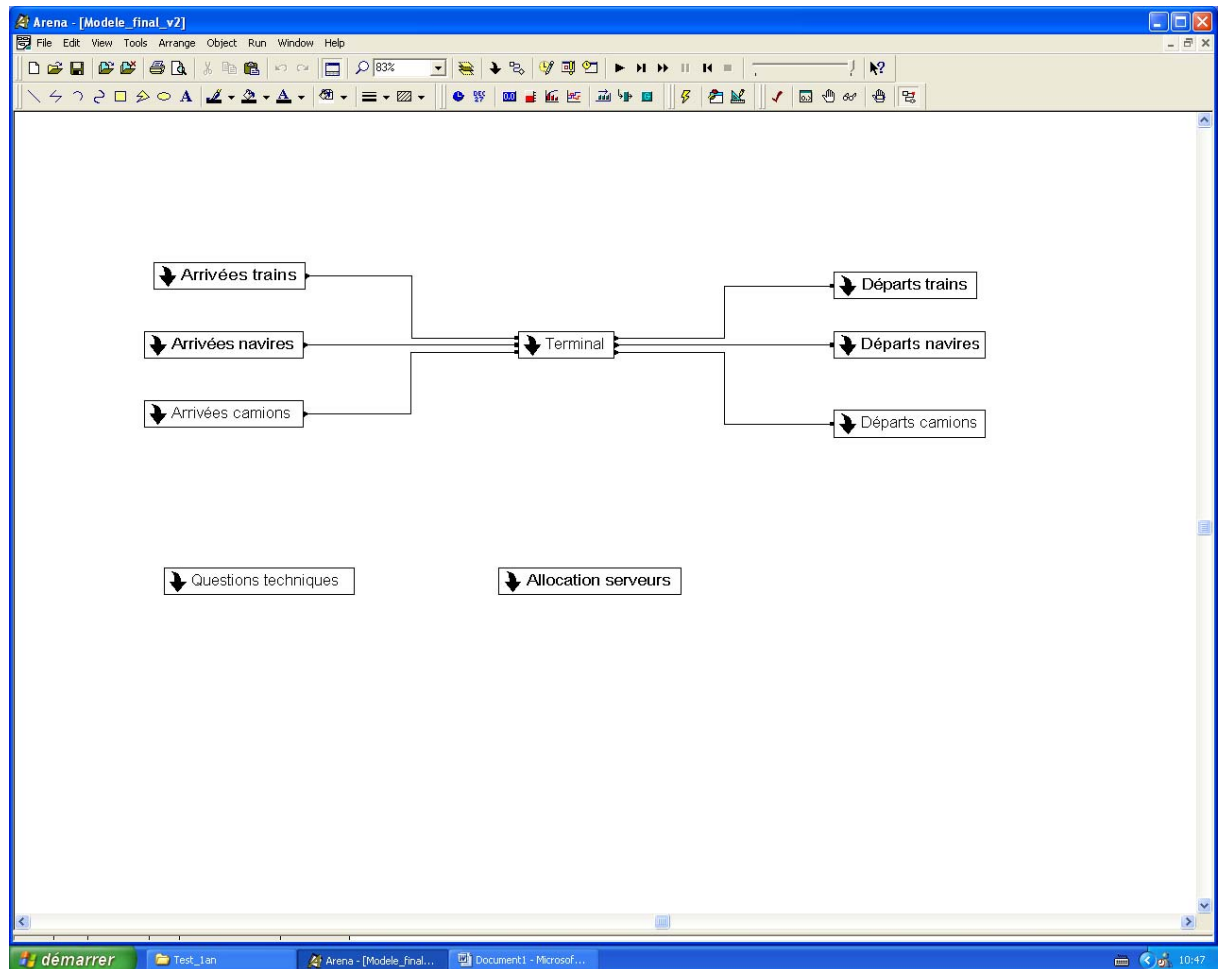 Arena - [Modele_final_v2]
File Edit View Tools Arrange Object Run Window Help
83%
Arrivées trains
Départs trains
Arrivées navires
Terminal
Départs navires
Arrivées camions
Départs camions
Questions techniques
Allocation serveurs
démarrer Test_1an Arena - [Modele_final... Document1 - Microsof... 10:47